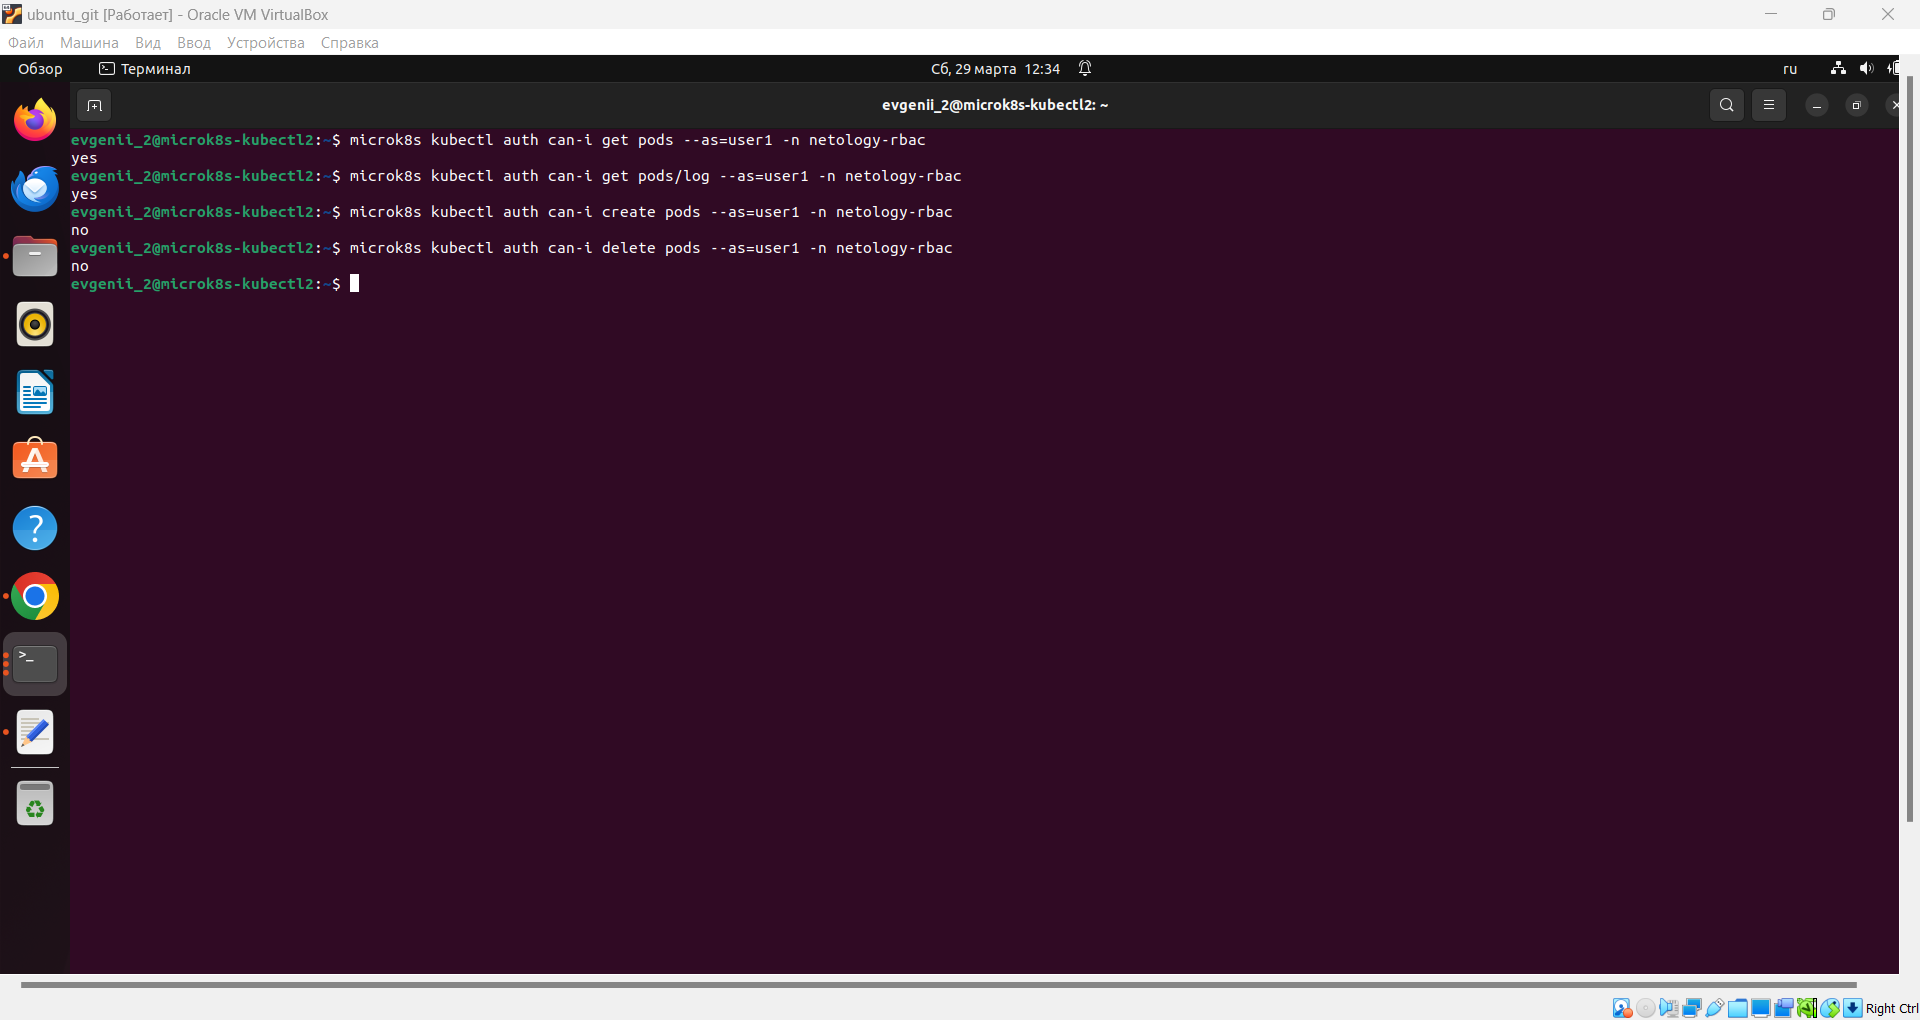 ubuntu_git [Работает] - Oracle VM VirtualBox
Файл Машина Вид Ввод Устройства Справка
Обзор Терминал Сб, 29 марта 12:34 ru
evgenii_2@microk8s-kubectl2: ~
evgenii_2@microk8s-kubectl2:~$ microk8s kubectl auth can-i get pods --as=user1 -n netology-rbac
yes
evgenii_2@microk8s-kubectl2:~$ microk8s kubectl auth can-i get pods/log --as=user1 -n netology-rbac
yes
evgenii_2@microk8s-kubectl2:~$ microk8s kubectl auth can-i create pods --as=user1 -n netology-rbac
no
evgenii_2@microk8s-kubectl2:~$ microk8s kubectl auth can-i delete pods --as=user1 -n netology-rbac
no
evgenii_2@microk8s-kubectl2:~$
Right Ctrl